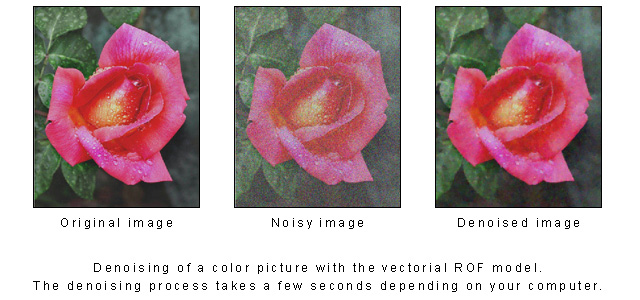 Original image
Noisy image
Denoised image
Denoising of a color picture with the vectorial ROF model.
The denoising process takes a few seconds depending on your computer.